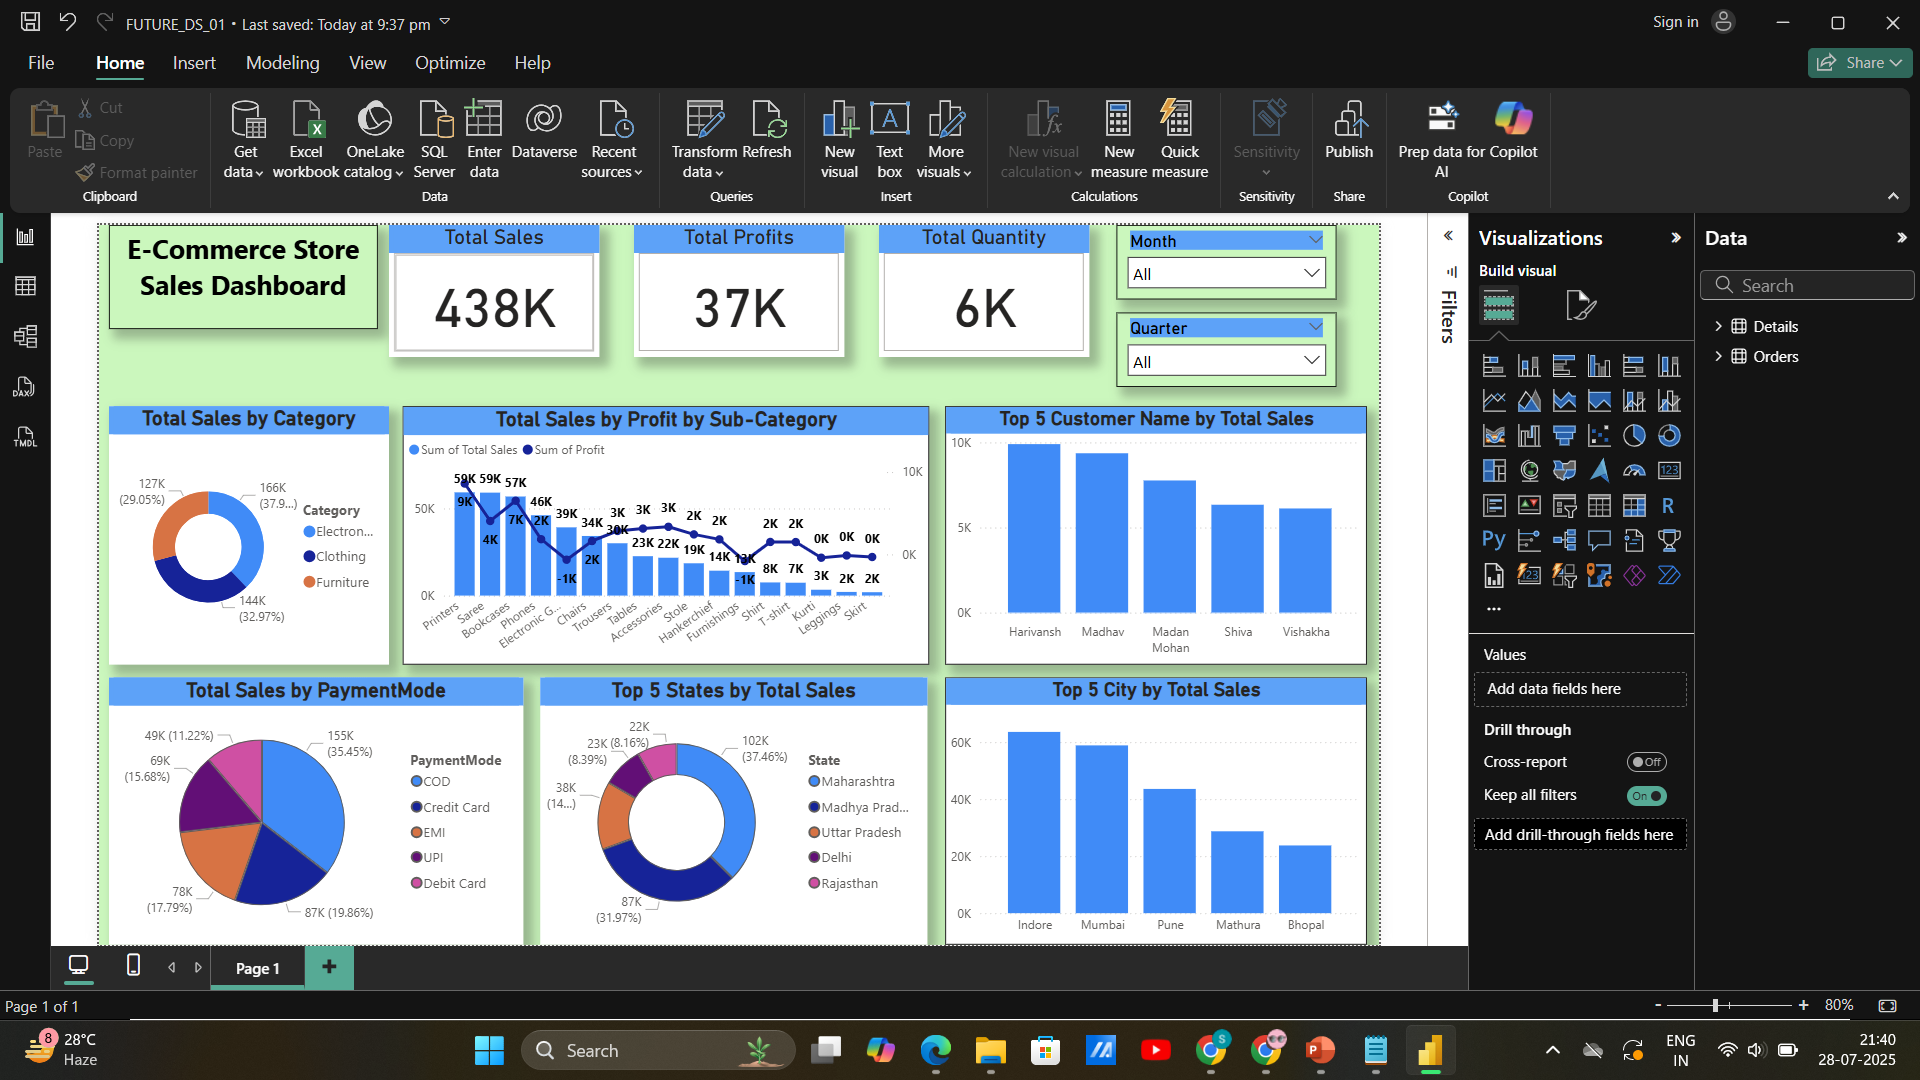 FUTURE_DS_01 • Last saved: Today at 9:37 pm
Sign in
File
Home
Insert
Modeling
View
Optimize
Help
Share
Paste
Cut
Copy
Format painter
Clipboard
Get data
Excel workbook
OneLake catalog
SQL Server
Enter data
Dataverse
Recent sources
Data
Transform data
Refresh
Queries
New visual
A
Text box
More visuals
Insert
New visual calculation
New measure
Quick measure
Calculations
Sensitivity
Sensitivity
Publish
Share
Prep data for AI
Copilot
Copilot
DAX
TMDL
E-Commerce Store
Sales Dashboard
Total Sales
438K
Total Profits
37K
Total Quantity
6K
Month
All
Quarter
All
Total Sales by Category
127K
(29.05%)
166K
(37.9...)
144K
(32.97%)
Category
Electron...
Clothing
Furniture
Total Sales by Profit by Sub-Category
Sum of Total Sales
Sum of Profit
50K
0K
10K
0K
59K 59K 57K 46K 39K 34K 30K 23K 22K 19K 14K 13K 8K 7K 3K 2K 2K
9K 4K 7K 2K -1K 2K 3K 3K 3K 2K 2K -1K 2K 2K 0K 0K 0K
Printers
Saree
Bookcases
Phones
Electronic G...
Chairs
Trousers
Tables
Accessories
Stole
Hankerchief
Furnishings
Shirt
T-shirt
Kurti
Leggings
Skirt
Top 5 Customer Name by Total Sales
10K
5K
0K
Harivansh
Madhav
Madan
Mohan
Shiva
Vishakha
Total Sales by PaymentMode
49K (11.22%)
155K
(35.45%)
69K
(15.68%)
78K
(17.79%)
87K (19.86%)
PaymentMode
COD
Credit Card
EMI
UPI
Debit Card
Top 5 States by Total Sales
22K
(8.16%)
23K
(8.39%)
102K
(37.46%)
38K
(14...)
87K
(31.97%)
State
Maharashtra
Madhya Prad...
Uttar Pradesh
Delhi
Rajasthan
Top 5 City by Total Sales
60K
40K
20K
0K
Indore
Mumbai
Pune
Mathura
Bhopal
Filters
Visualizations
Build visual
123
R
Py
123
...
Values
Add data fields here
Drill through
Cross-report
Off
Keep all filters
On
Add drill-through fields here
Data
Search
Details
Orders
Page 1
+
Page 1 of 1
-
+
80%
8
28°C
Haze
Search
S
P
ENG
IN
21:40
28-07-2025